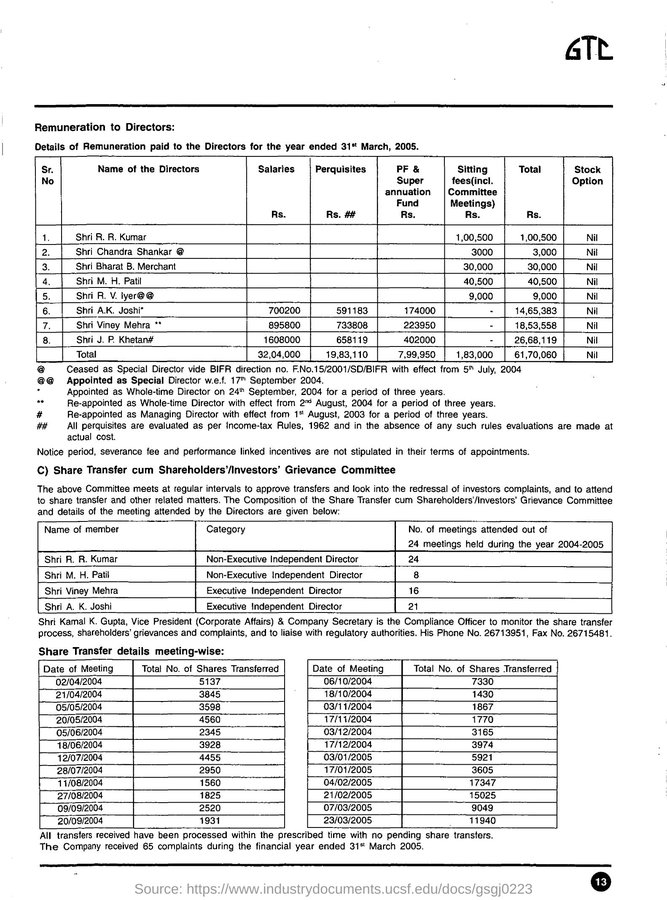 GTC
Remuneration to Directors:
Details of Remuneration paid to the Directors for the year ended 31st March, 2005.
Sr. No | Name of the Directors | Salaries Rs. | Perquisites Rs. ## | PF & Super annuation Fund Rs. | Sitting fees(incl. Committee Meetings) Rs. | Total Rs. | Stock Option
1. Shri R. R. Kumar 1,00,500 1,00,500 Nil
2. Shri Chandra Shankar @ 3000 3,000 Nil
3. Shri Bharat B. Merchant 30,000 30,000 Nil
4. Shri M. H. Patil 40,500 40,500 Nil
5. Shri R. V. Iyer@@ 9,000 9,000 Nil
6. Shri A.K. Joshi* 700200 591183 174000 - 14,65,383 Nil
7. Shri Viney Mehra ** 895800 733808 223950 - 18,53,558 Nil
8. Shri J. P. Khetan# 1608000 658119 402000 - 26,68,119 Nil
Total 32,04,000 19,83,110 7,99,950 1,83,000 61,70,060 Nil
@ Ceased as Special Director vide BIFR direction no. F.No.15/2001/SD/BIFR with effect from 5th July, 2004
@@ Appointed as Special Director w.e.f. 17th September 2004.
* Appointed as Whole-time Director on 24th September, 2004 for a period of three years.
** Re-appointed as Whole-time Director with effect from 2nd August, 2004 for a period of three years.
# Re-appointed as Managing Director with effect from 1st August, 2003 for a period of three years.
## All perquisites are evaluated as per Income-tax Rules, 1962 and in the absence of any such rules evaluations are made at
actual cost.
Notice period, severance fee and performance linked incentives are not stipulated in their terms of appointments.
C) Share Transfer cum Shareholders'/Investors' Grievance Committee
The above Committee meets at regular intervals to approve transfers and look into the redressal of investors complaints, and to attend
to share transfer and other related matters. The Composition of the Share Transfer cum Shareholders'/Investors' Grievance Committee
and details of the meeting attended by the Directors are given below:
Name of member | Category | No. of meetings attended out of 24 meetings held during the year 2004-2005
Shri R. R. Kumar Non-Executive Independent Director 24
Shri M. H. Patil Non-Executive Independent Director 8
Shri Viney Mehra Executive Independent Director 16
Shri A. K. Joshi Executive Independent Director 21
Shri Kamal K. Gupta, Vice President (Corporate Affairs) & Company Secretary is the Compliance Officer to monitor the share transfer
process, shareholders' grievances and complaints, and to liaise with regulatory authorities. His Phone No. 26713951, Fax No. 26715481.
Share Transfer details meeting-wise:
Date of Meeting Total No. of Shares Transferred
02/04/2004 5137
21/04/2004 3845
05/05/2004 3598
20/05/2004 4560
05/06/2004 2345
18/06/2004 3928
12/07/2004 4455
28/07/2004 2950
11/08/2004 1560
27/08/2004 1825
09/09/2004 2520
20/09/2004 1931
Date of Meeting Total No. of Shares Transferred
06/10/2004 7330
18/10/2004 1430
03/11/2004 1867
17/11/2004 1770
03/12/2004 3165
17/12/2004 3974
03/01/2005 5921
17/01/2005 3605
04/02/2005 17347
21/02/2005 15025
07/03/2005 9049
23/03/2005 11940
All transfers received have been processed within the prescribed time with no pending share transfers.
The Company received 65 complaints during the financial year ended 31st March 2005.
13
Source: https://www.industrydocuments.ucsf.edu/docs/gsgj0223